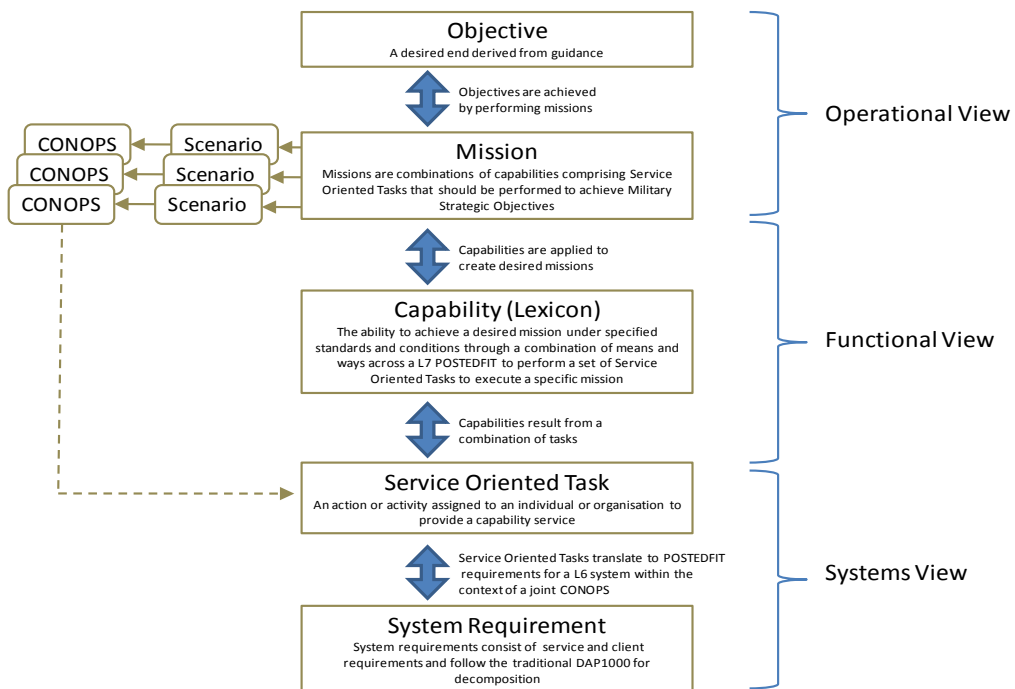 Objective
A desired end derived from guidance
Objectives are achieved
by performing missions
Operational View
CONOPS
Scenario
CONOPS
Scenario
CONOPS
Scenario
Mission
Missions are combinations of capabilities comprising Service
Oriented Tasks that should be performed to achieve Military
Strategic Objectives
Capabilities are applied to
create desired missions
Capability (Lexicon)
The ability to achieve a desired mission under specified
standards and conditions through a combination of means and
ways across a L7 POSTEDFIT to perform a set of Service
Oriented Tasks to execute a specific mission
Functional View
Capabilities result from a
combination of tasks
Service Oriented Task
An action or activity assigned to an individual or organisation to
provide a capability service
Service Oriented Tasks translate to POSTEDFIT
requirements for a L6 system within the
context of a joint CONOPS
Systems View
System Requirement
System requirements consist of service and client
requirements and follow the traditional DAP1000 for
decomposition